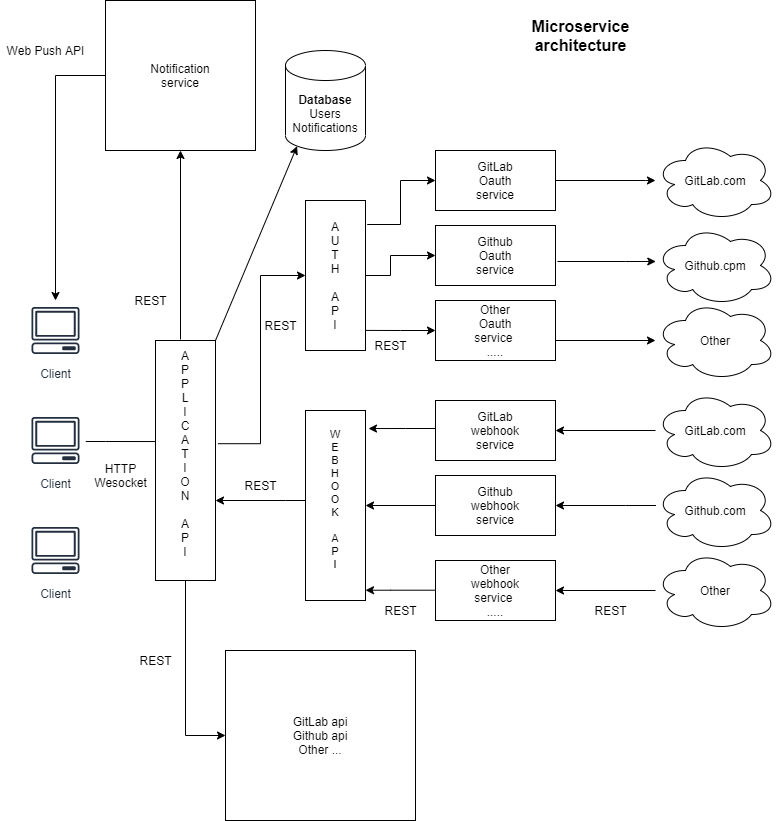 Microservice
architecture
Web Push API
Notification
service
Database
Users
Notifications
GitLab
Oauth
service
GitLab.com
A
U
T
H
A
P
I
Github
Oauth
service
Github.cpm
REST
REST
Other
Oauth
service
.....
Other
REST
Client
A
P
P
L
I
C
A
T
I
O
N
A
P
I
GitLab
webhook
service
GitLab.com
W
E
B
H
O
O
K
A
P
I
HTTP
Wesocket
Client
REST
Github
webhook
service
Github.com
Client
Other
webhook
service
.....
Other
REST
REST
REST
GitLab api
Github api
Other ...